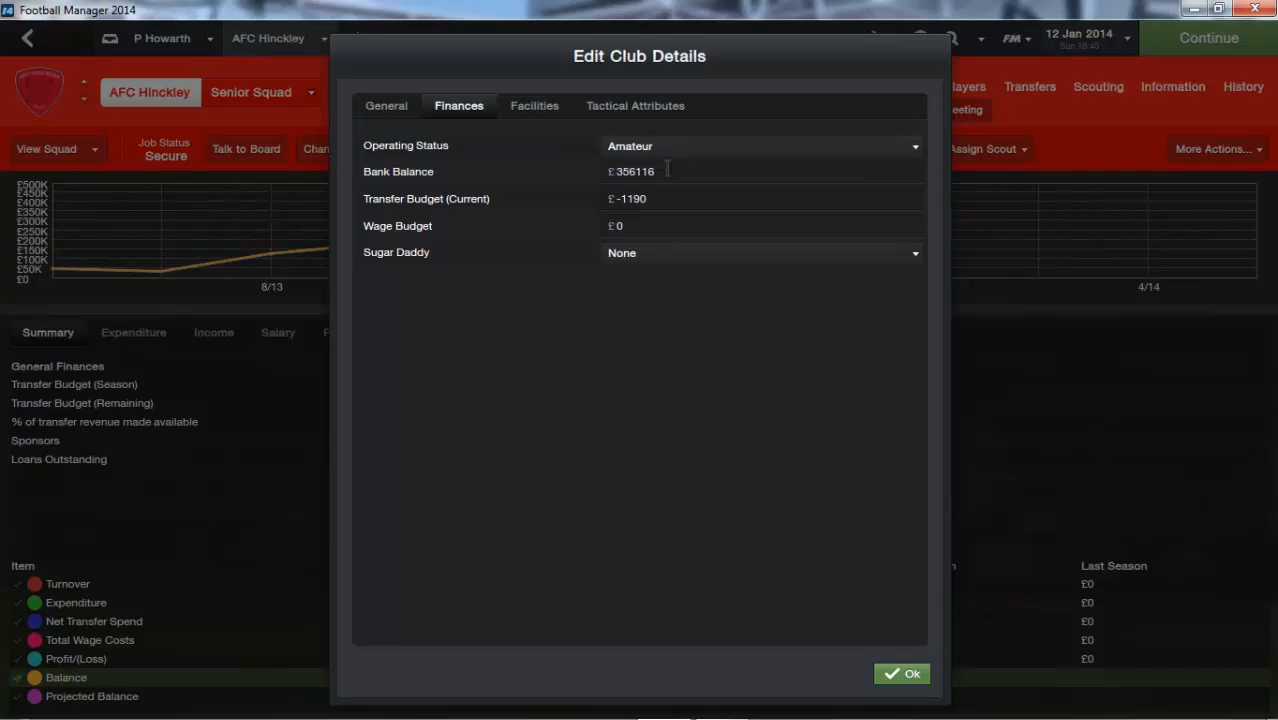 Football Manager 2014
P Howarth
AFC Hinckley
FM
12 Jan 2014
Sun 18:45
Continue
Edit Club Details
AFC Hinckley
Senior Squad
Transfers
Scouting
Information
History
General
Finances
Facilities
Tactical Attributes
View Squad
Job Status
Secure
Talk to Board
More Actions...
Operating Status Amateur
Bank Balance £ 356116
Transfer Budget (Current) £ -1190
Wage Budget £ 0
Sugar Daddy None
£500K
£450K
£400K
£350K
£300K
£250K
£200K
£150K
£100K
£50K
£0
8/13
4/14
Summary
Expenditure
Income
Salary
General Finances
Transfer Budget (Season)
Transfer Budget (Remaining)
% of transfer revenue made available
Sponsors
Loans Outstanding
Item
Last Season
Turnover £0
Expenditure £0
Net Transfer Spend £0
Total Wage Costs £0
Profit/(Loss) £0
Balance
Projected Balance
Ok